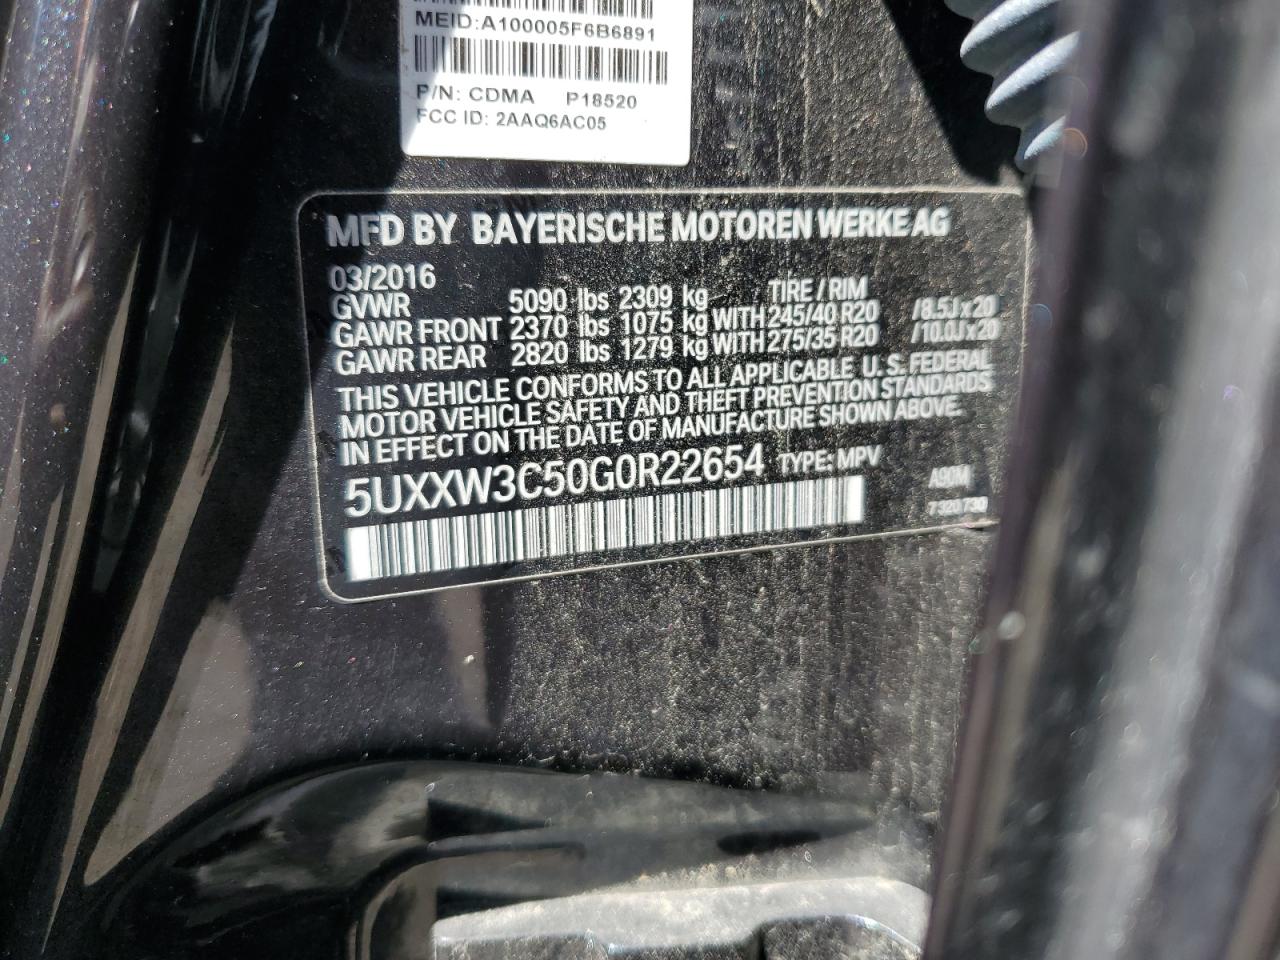 MEID:A100005F6B6891
P/N: CDMA P18520
FCC ID: 2AAQ6AC05
MFD BY BAYERISCHE MOTOREN WERKE AG
03/2016 TIRE / RIM
GVWR 5090 lbs 2309 kg
GAWR FRONT 2370 lbs 1075 kg WITH 245/40 R20 /8.5J x 20
GAWR REAR 2820 lbs 1279 kg WITH 275/35 R20 /10.0J x 20
THIS VEHICLE CONFORMS TO ALL APPLICABLE U.S. FEDERAL
MOTOR VEHICLE SAFETY AND THEFT PREVENTION STANDARDS
IN EFFECT ON THE DATE OF MANUFACTURE SHOWN ABOVE.
5UXXW3C50G0R22654 TYPE: MPV A90M
7320730